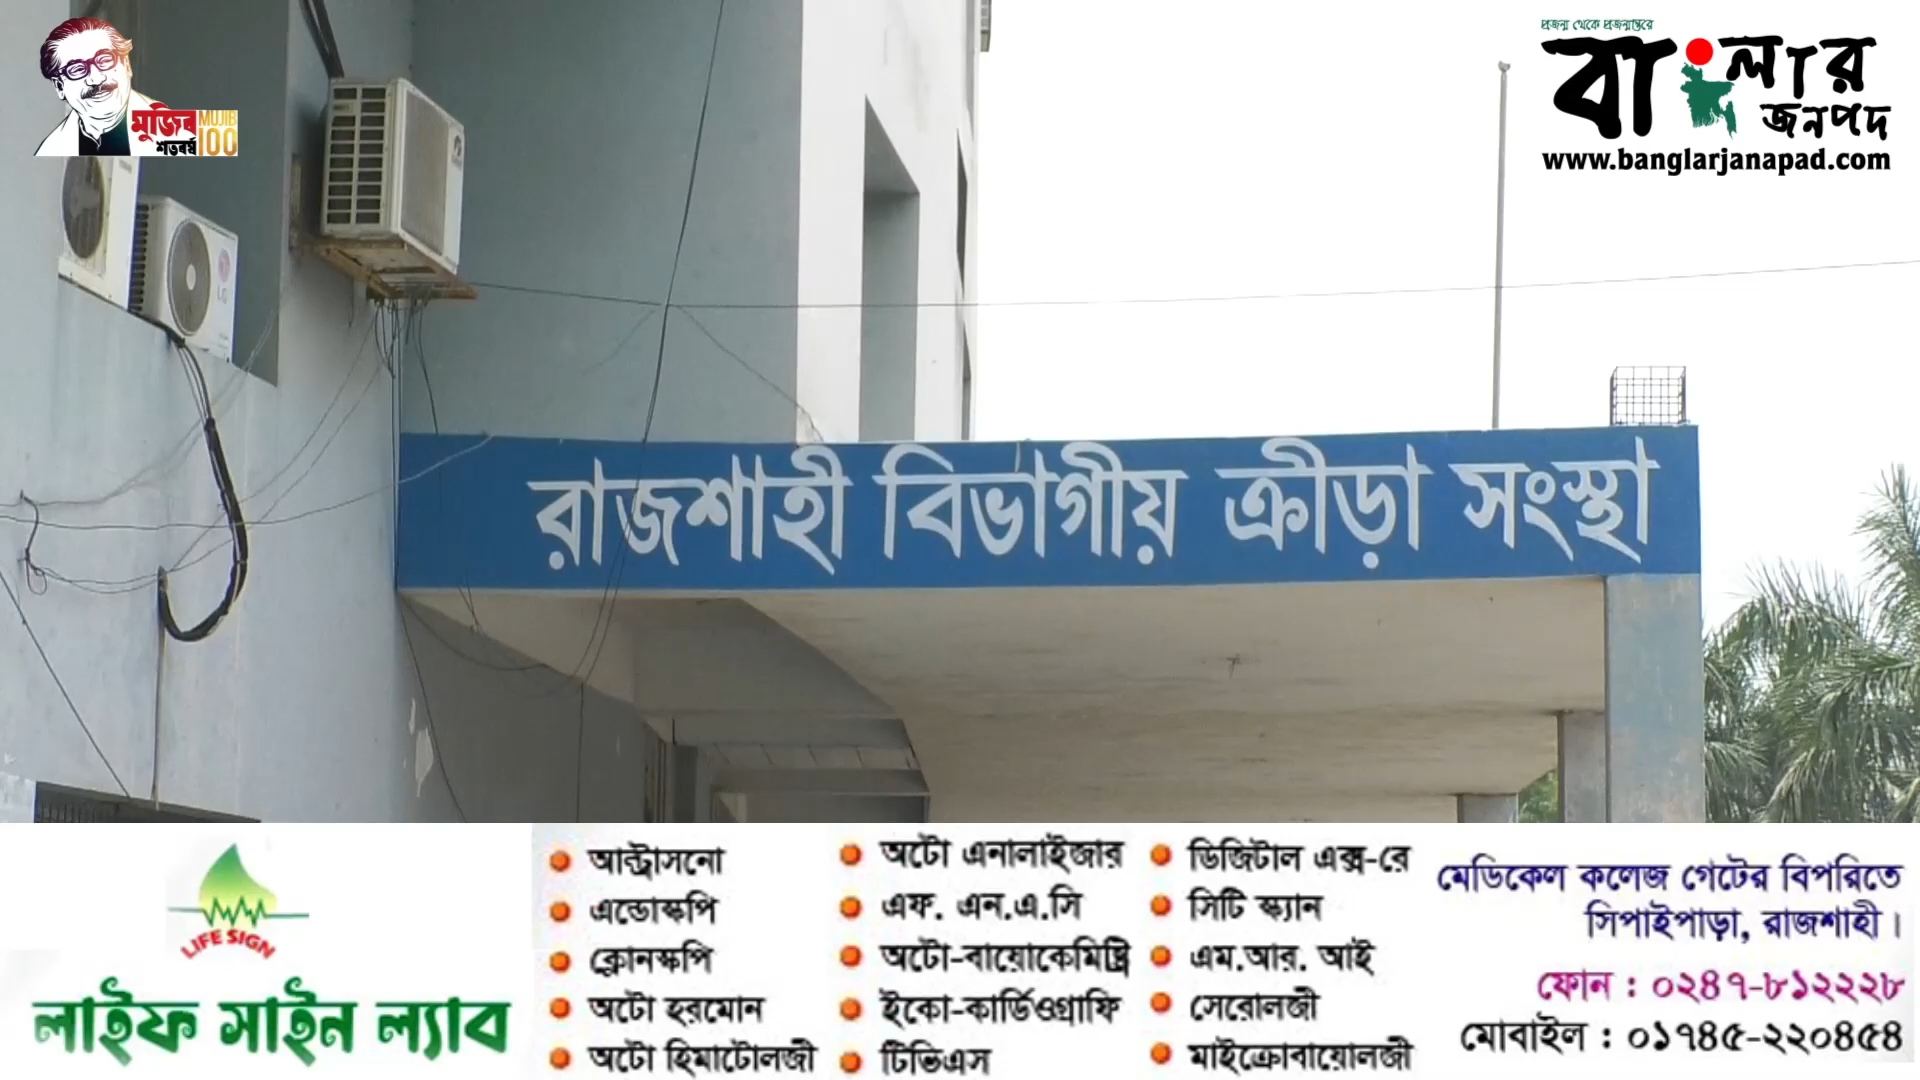 মুজিব MUJIB
শতবর্ষ 100
প্রজন্ম থেকে প্রজন্মান্তরে
বাংলার
জনপদ
www.banglarjanapad.com
LG
রাজশাহী বিভাগীয় ক্রীড়া সংস্থা
LIFE SIGN
লাইফ সাইন ল্যাব
আল্ট্রাসনো
এন্ডোস্কপি
ক্লোনস্কপি
অটো হরমোন
অটো হিমাটোলজী
অটো এনালাইজার
এফ. এন.এ.সি
অটো-বায়োকেমিষ্ট্রি
ইকো-কার্ডিওগ্রাফি
টিভিএস
ডিজিটাল এক্স-রে
সিটি স্ক্যান
এম.আর. আই
সেরোলজী
মাইক্রোবায়োলজী
মেডিকেল কলেজ গেটের বিপরিতে
সিপাইপাড়া, রাজশাহী।
ফোন : ০২৪৭-৮১২২২৮
মোবাইল : ০১৭৪৫-২২০৪৫৪